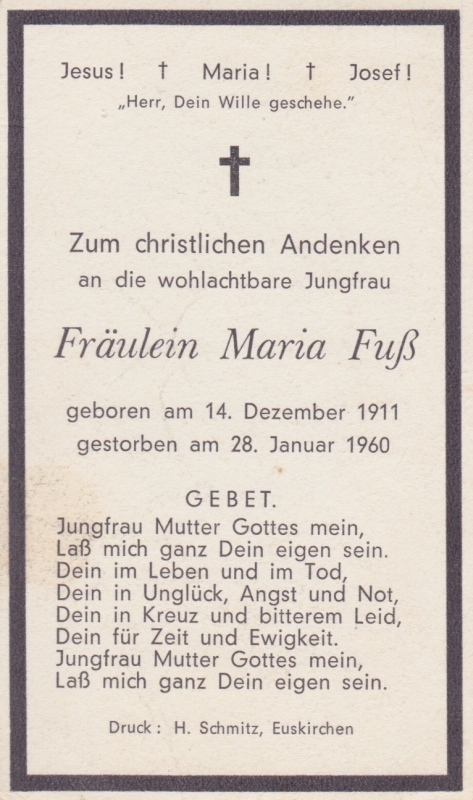 Jesus! † Maria! † Josef!
„Herr, Dein Wille geschehe.“
Zum christlichen Andenken
an die wohlachtbare Jungfrau
Fräulein Maria Fuß
geboren am 14. Dezember 1911
gestorben am 28. Januar 1960
GEBET.
Jungfrau Mutter Gottes mein,
Laß mich ganz Dein eigen sein.
Dein im Leben und im Tod,
Dein in Unglück, Angst und Not,
Dein in Kreuz und bitterem Leid,
Dein für Zeit und Ewigkeit.
Jungfrau Mutter Gottes mein,
Laß mich ganz Dein eigen sein.
Druck: H. Schmitz, Euskirchen